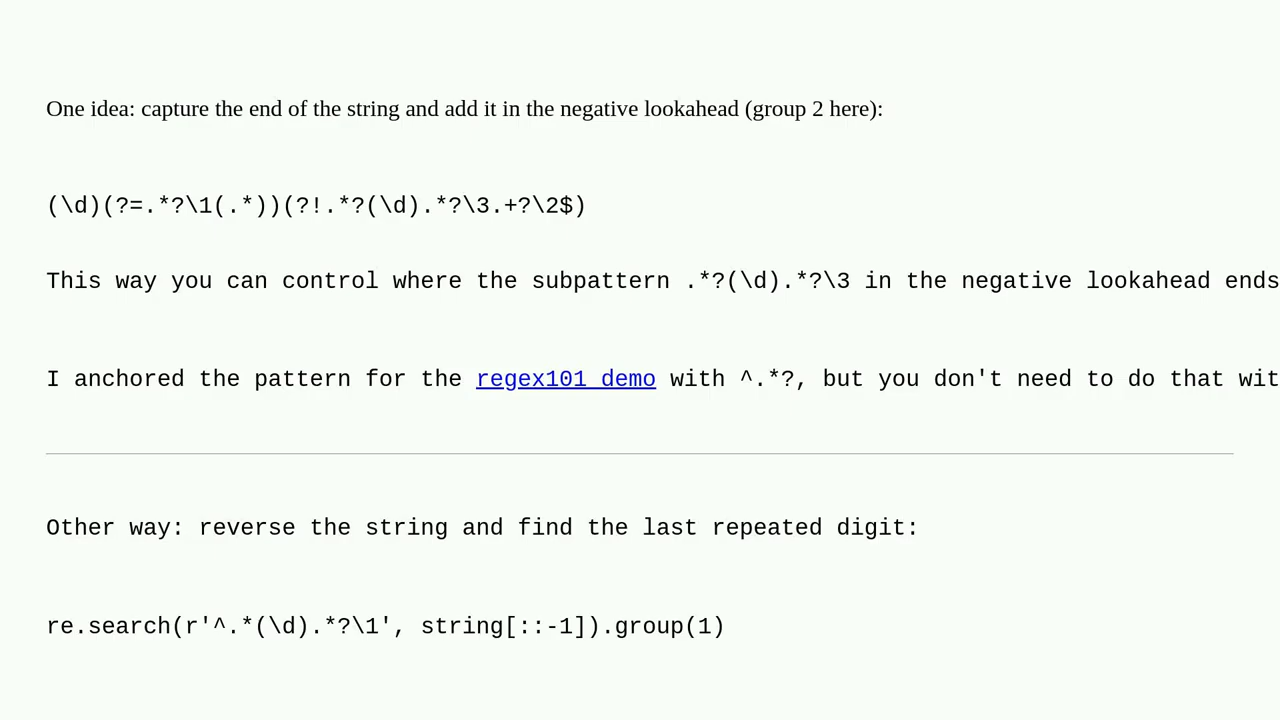 One idea: capture the end of the string and add it in the negative lookahead (group 2 here):
(\d)(?=.*?\1(.*))(?!.*?(\d).*?\3.+?\2$)
This way you can control where the subpattern .*?(\d).*?\3 in the negative lookahead ends
I anchored the pattern for the regex101 demo with ^.*?, but you don't need to do that wit
Other way: reverse the string and find the last repeated digit:
re.search(r'^.*(\d).*?\1', string[::-1]).group(1)